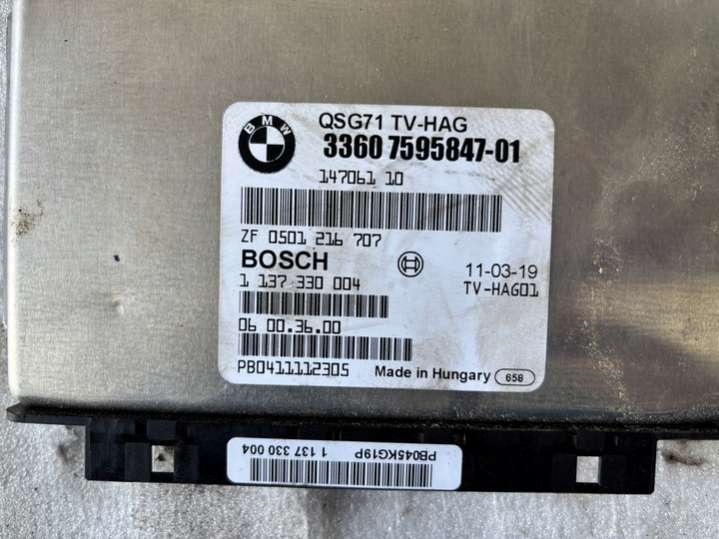 BMW
QSG71 TV-HAG
3360 7595847-01
147061 10
ZF 0501 216 707
BOSCH
11-03-19
1 137 330 004
TV-HAG01
06 00.36.00
PB0411112305
Made in Hungary 658
PB045KG19P 1 137 330 004